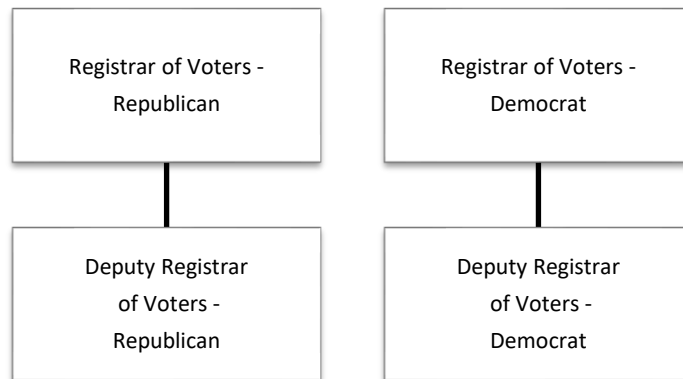 Registrar of Voters -
Republican
Registrar of Voters -
Democrat
Deputy Registrar
of Voters -
Republican
Deputy Registrar
of Voters -
Democrat